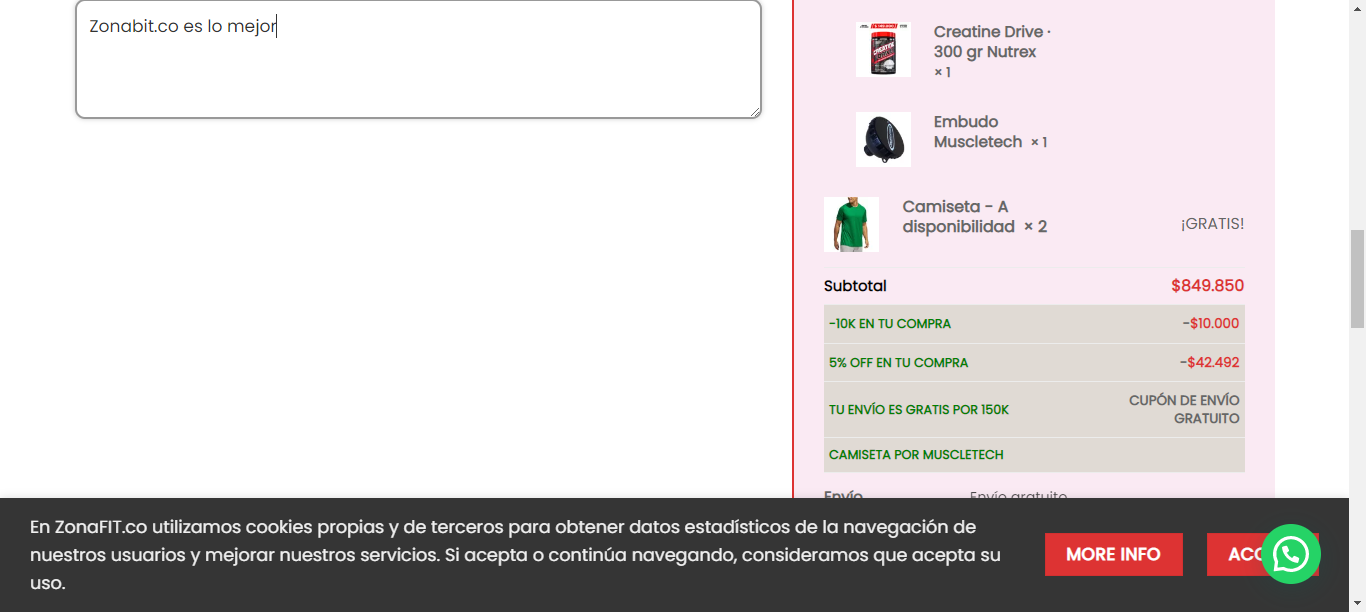 Zonabit.co es lo mejor
Creatine Drive ·
300 gr Nutrex
× 1
Embudo
Muscletech × 1
Camiseta - A
disponibilidad × 2
¡GRATIS!
Subtotal $849.850
-10K EN TU COMPRA -$10.000
5% OFF EN TU COMPRA -$42.492
TU ENVÍO ES GRATIS POR 150K
CUPÓN DE ENVÍO
GRATUITO
CAMISETA POR MUSCLETECH
Envío Envío gratuito
En ZonaFIT.co utilizamos cookies propias y de terceros para obtener datos estadísticos de la navegación de
nuestros usuarios y mejorar nuestros servicios. Si acepta o continúa navegando, consideramos que acepta su
uso.
MORE INFO